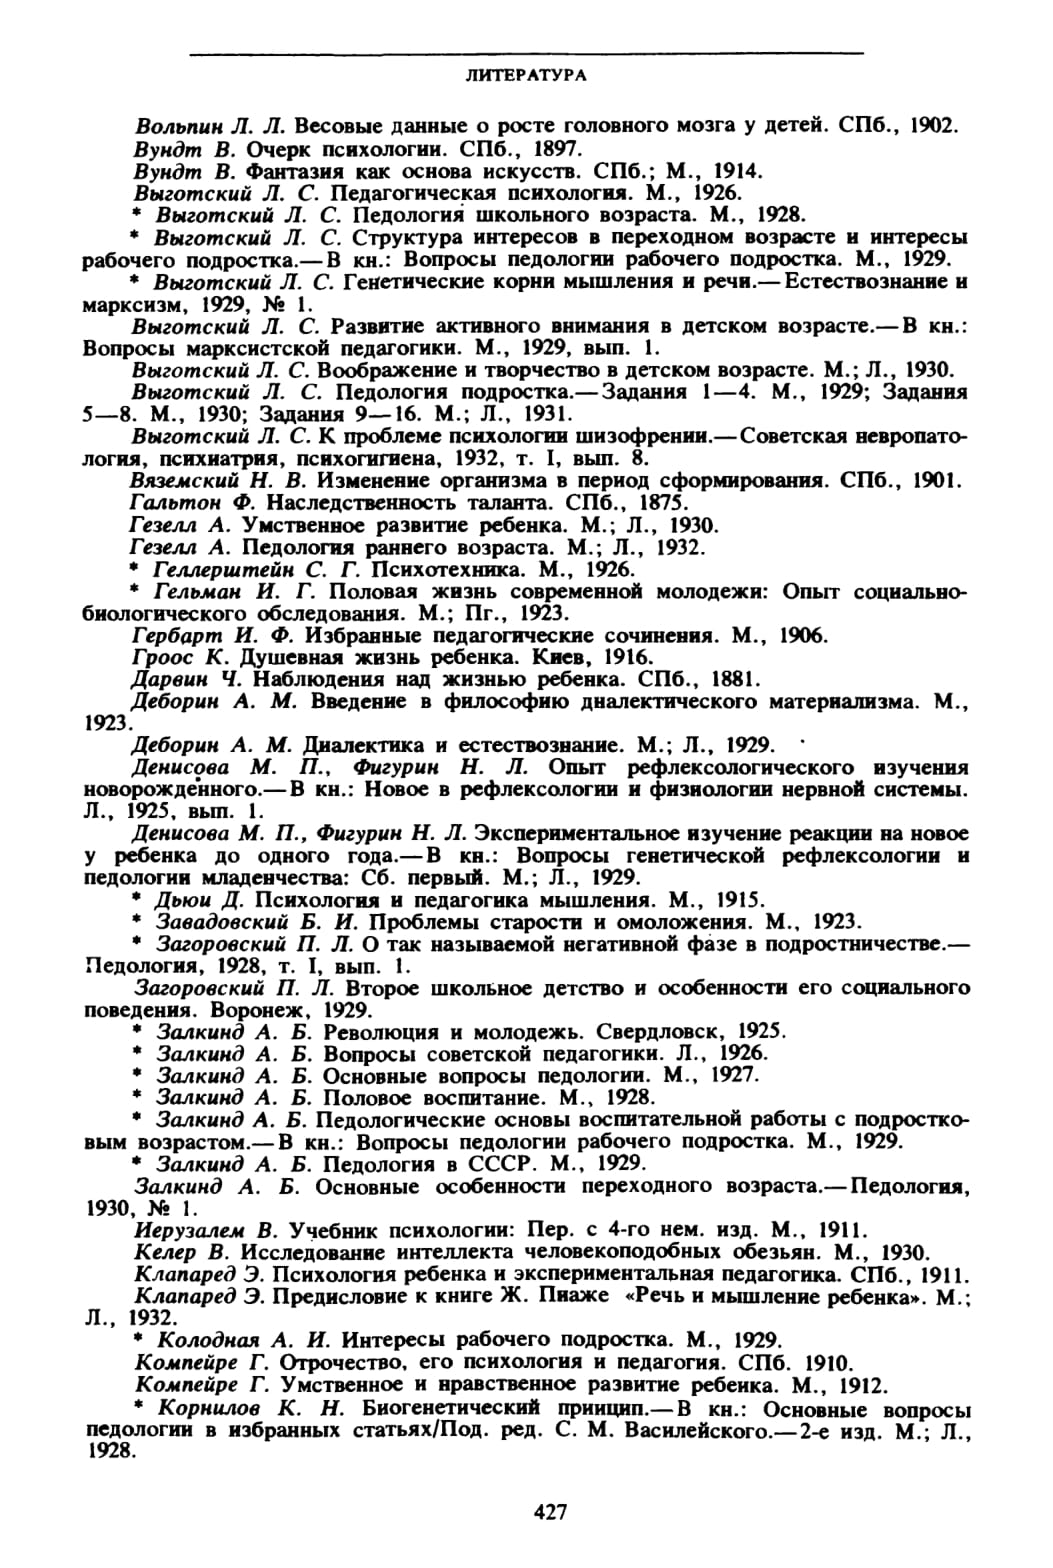 ЛИТЕРАТУРА
Вольпин Л. Л. Весовые данные о росте головного мозга у детей. СПб., 1902.
Вундт В. Очерк психологии. СПб., 1897.
Вундт В. Фантазия как основа искусств. СПб.; М., 1914.
Выготский Л. С. Педагогическая психология. М., 1926.
* Выготский Л. С. Педология школьного возраста. М., 1928.
* Выготский Л. С. Структура интересов в переходном возрасте и интересы
рабочего подростка.— В кн.: Вопросы педологии рабочего подростка. М., 1929.
* Выготский Л. С. Генетические корни мышления и речи.— Естествознание и
марксизм, 1929, № 1.
Выготский Л. С. Развитие активного внимания в детском возрасте.— В кн.:
Вопросы марксистской педагогики. М., 1929, вып. 1.
Выготский Л. С. Воображение и творчество в детском возрасте. М.; Л., 1930.
Выготский Л. С. Педология подростка.— Задания 1—4. М., 1929; Задания
5—8. М., 1930; Задания 9—16. М.; Л., 1931.
Выготский Л. С. К проблеме психологии шизофрении.— Советская невропато-
логия, психиатрия, психогигиена, 1932, т. I, вып. 8.
Вяземский Н. В. Изменение организма в период сформирования. СПб., 1901.
Гальтон Ф. Наследственность таланта. СПб., 1875.
Гезелл А. Умственное развитие ребенка. М.; Л., 1930.
Гезелл А. Педология раннего возраста. М.; Л., 1932.
* Геллерштейн С. Г. Психотехника. М., 1926.
* Гельман И. Г. Половая жизнь современной молодежи: Опыт социально-
биологического обследования. М.; Пг., 1923.
Гербарт И. Ф. Избранные педагогические сочинения. М., 1906.
Гроос К. Душевная жизнь ребенка. Киев, 1916.
Дарвин Ч. Наблюдения над жизнью ребенка. СПб., 1881.
Деборин А. М. Введение в философию диалектического материализма. М.,
1923.
Деборин А. М. Диалектика и естествознание. М.; Л., 1929.
Денисова М. П., Фигурин Н. Л. Опыт рефлексологического изучения
новорожденного.— В кн.: Новое в рефлексологии и физиологии нервной системы.
Л., 1925, вып. 1.
Денисова М. П., Фигурин Н. Л. Экспериментальное изучение реакции на новое
у ребенка до одного года.— В кн.: Вопросы генетической рефлексологии и
педологии младенчества: Сб. первый. М.; Л., 1929.
* Дьюи Д. Психология и педагогика мышления. М., 1915.
* Завадовский Б. И. Проблемы старости и омоложения. М., 1923.
* Загоровский П. Л. О так называемой негативной фазе в подростничестве.—
Педология, 1928, т. I, вып. 1.
Загоровский П. Л. Второе школьное детство и особенности его социального
поведения. Воронеж, 1929.
* Залкинд А. Б. Революция и молодежь. Свердловск, 1925.
* Залкинд А. Б. Вопросы советской педагогики. Л., 1926.
* Залкинд А. Б. Основные вопросы педологии. М., 1927.
* Залкинд А. Б. Половое воспитание. М., 1928.
* Залкинд А. Б. Педологические основы воспитательной работы с подростко-
вым возрастом.— В кн.: Вопросы педологии рабочего подростка. М., 1929.
* Залкинд А. Б. Педология в СССР. М., 1929.
Залкинд А. Б. Основные особенности переходного возраста.— Педология,
1930, № 1.
Иерузалем В. Учебник психологии: Пер. с 4-го нем. изд. М., 1911.
Келер В. Исследование интеллекта человекоподобных обезьян. М., 1930.
Клапаред Э. Психология ребенка и экспериментальная педагогика. СПб., 1911.
Клапаред Э. Предисловие к книге Ж. Пиаже «Речь и мышление ребенка». М.;
Л., 1932.
* Колодная А. И. Интересы рабочего подростка. М., 1929.
Компейре Г. Отрочество, его психология и педагогия. СПб. 1910.
Компейре Г. Умственное и нравственное развитие ребенка. М., 1912.
* Корнилов К. Н. Биогенетический принцип.— В кн.: Основные вопросы
педологии в избранных статьях/Под. ред. С. М. Василейского.— 2-е изд. М.; Л.,
1928.
427